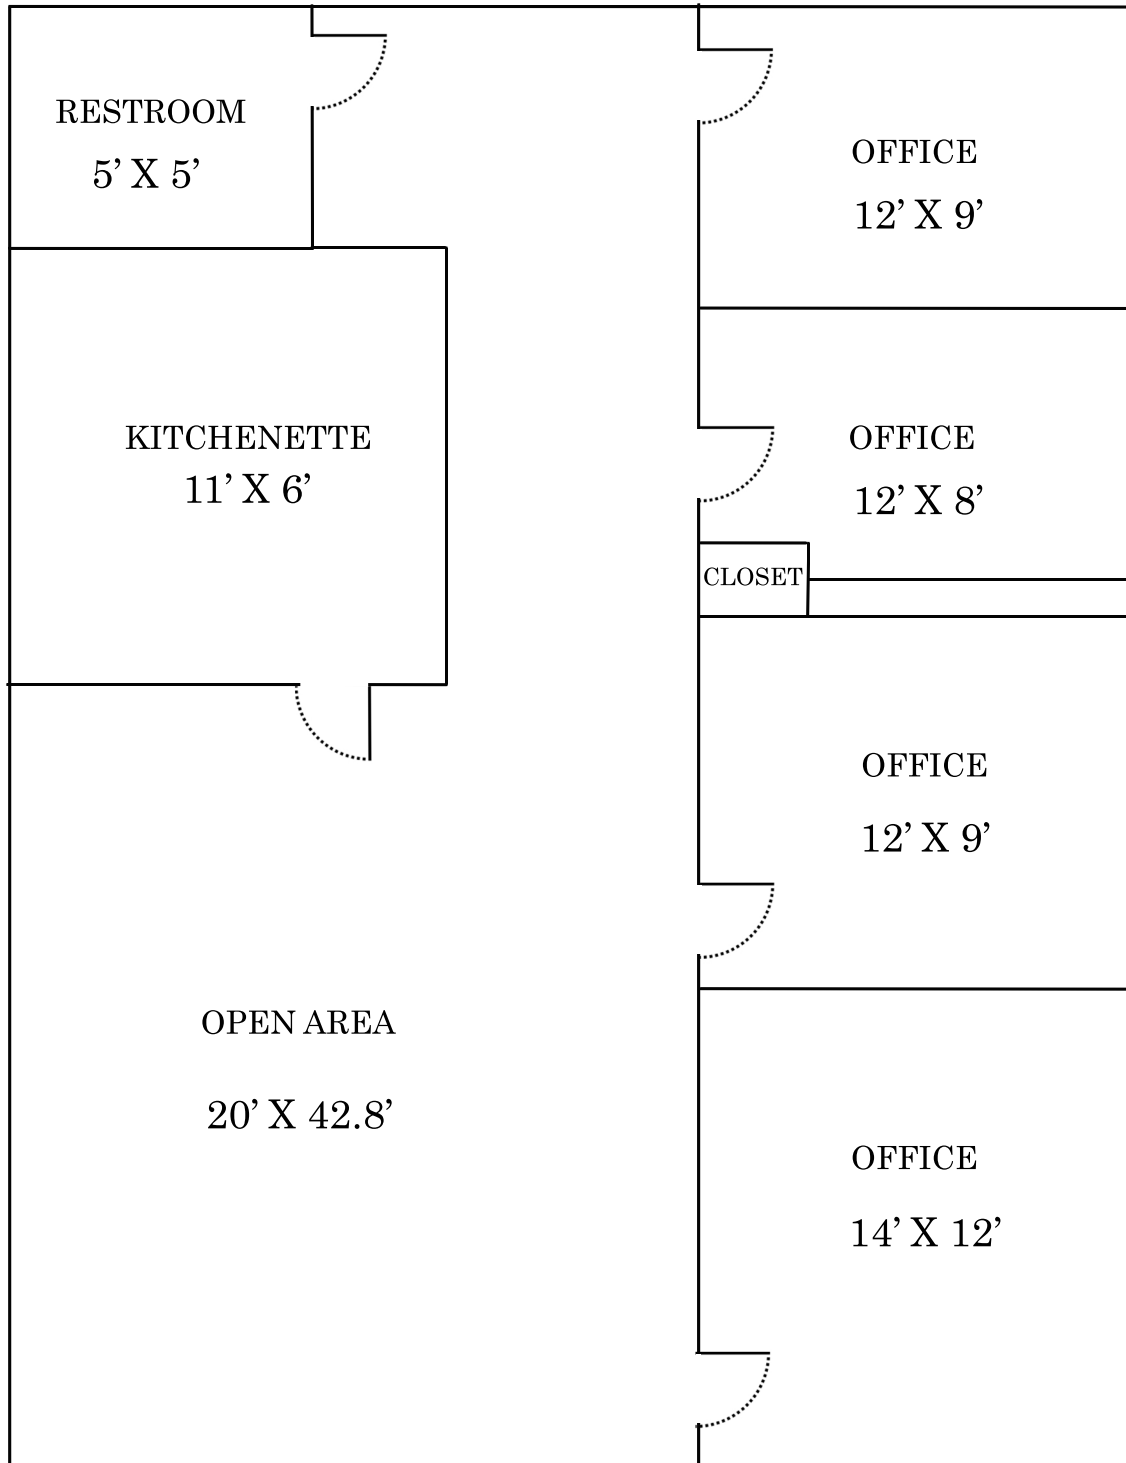 RESTROOM
5’ X 5’
OFFICE
12’ X 9’
KITCHENETTE
11’ X 6’
OFFICE
12’ X 8’
CLOSET
OFFICE
12’ X 9’
OPEN AREA
20’ X 42.8’
OFFICE
14’ X 12’